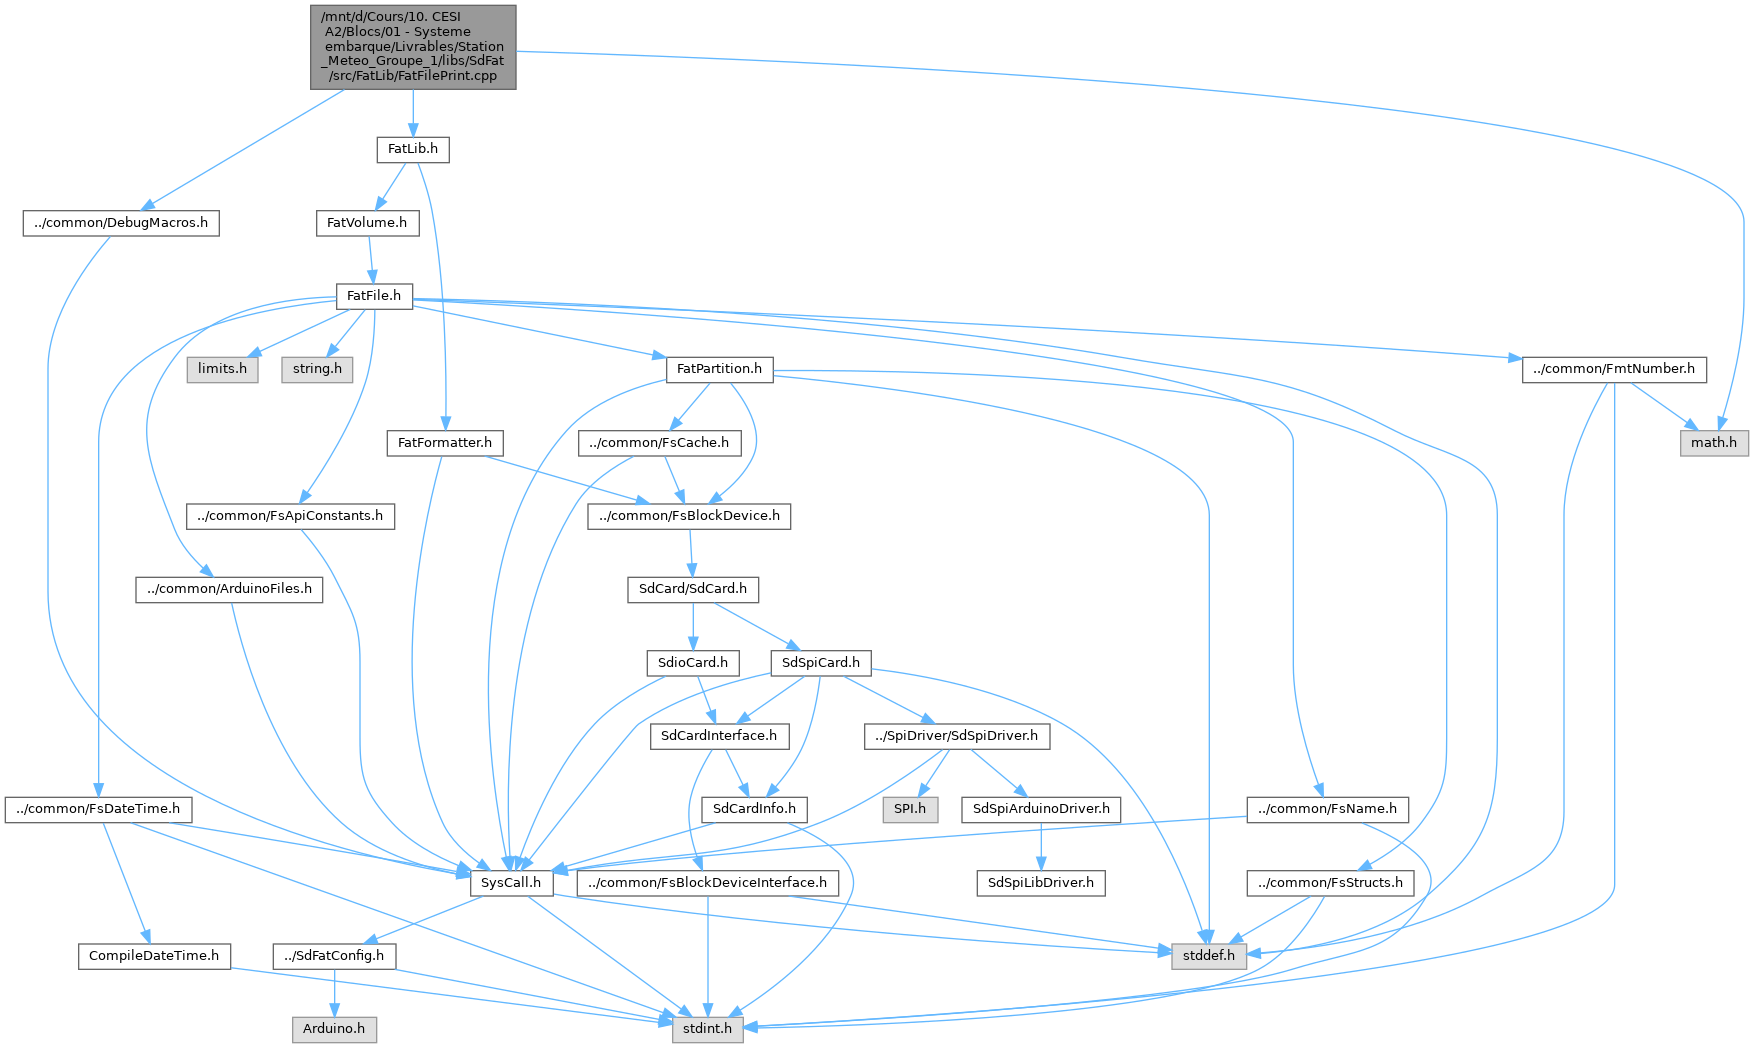 /mnt/d/Cours/10. CESI
A2/Blocs/01 - Systeme
embarque/Livrables/Station
_Meteo_Groupe_1/libs/SdFat
/src/FatLib/FatFilePrint.cpp
FatLib.h
../common/DebugMacros.h
FatVolume.h
FatFile.h
limits.h
string.h
FatPartition.h
../common/FmtNumber.h
FatFormatter.h
../common/FsCache.h
math.h
../common/FsApiConstants.h
../common/FsBlockDevice.h
../common/ArduinoFiles.h
SdCard/SdCard.h
SdioCard.h
SdSpiCard.h
SdCardInterface.h
../SpiDriver/SdSpiDriver.h
../common/FsDateTime.h
SdCardInfo.h
SPI.h
SdSpiArduinoDriver.h
../common/FsName.h
SysCall.h
../common/FsBlockDeviceInterface.h
SdSpiLibDriver.h
../common/FsStructs.h
CompileDateTime.h
../SdFatConfig.h
stddef.h
Arduino.h
stdint.h